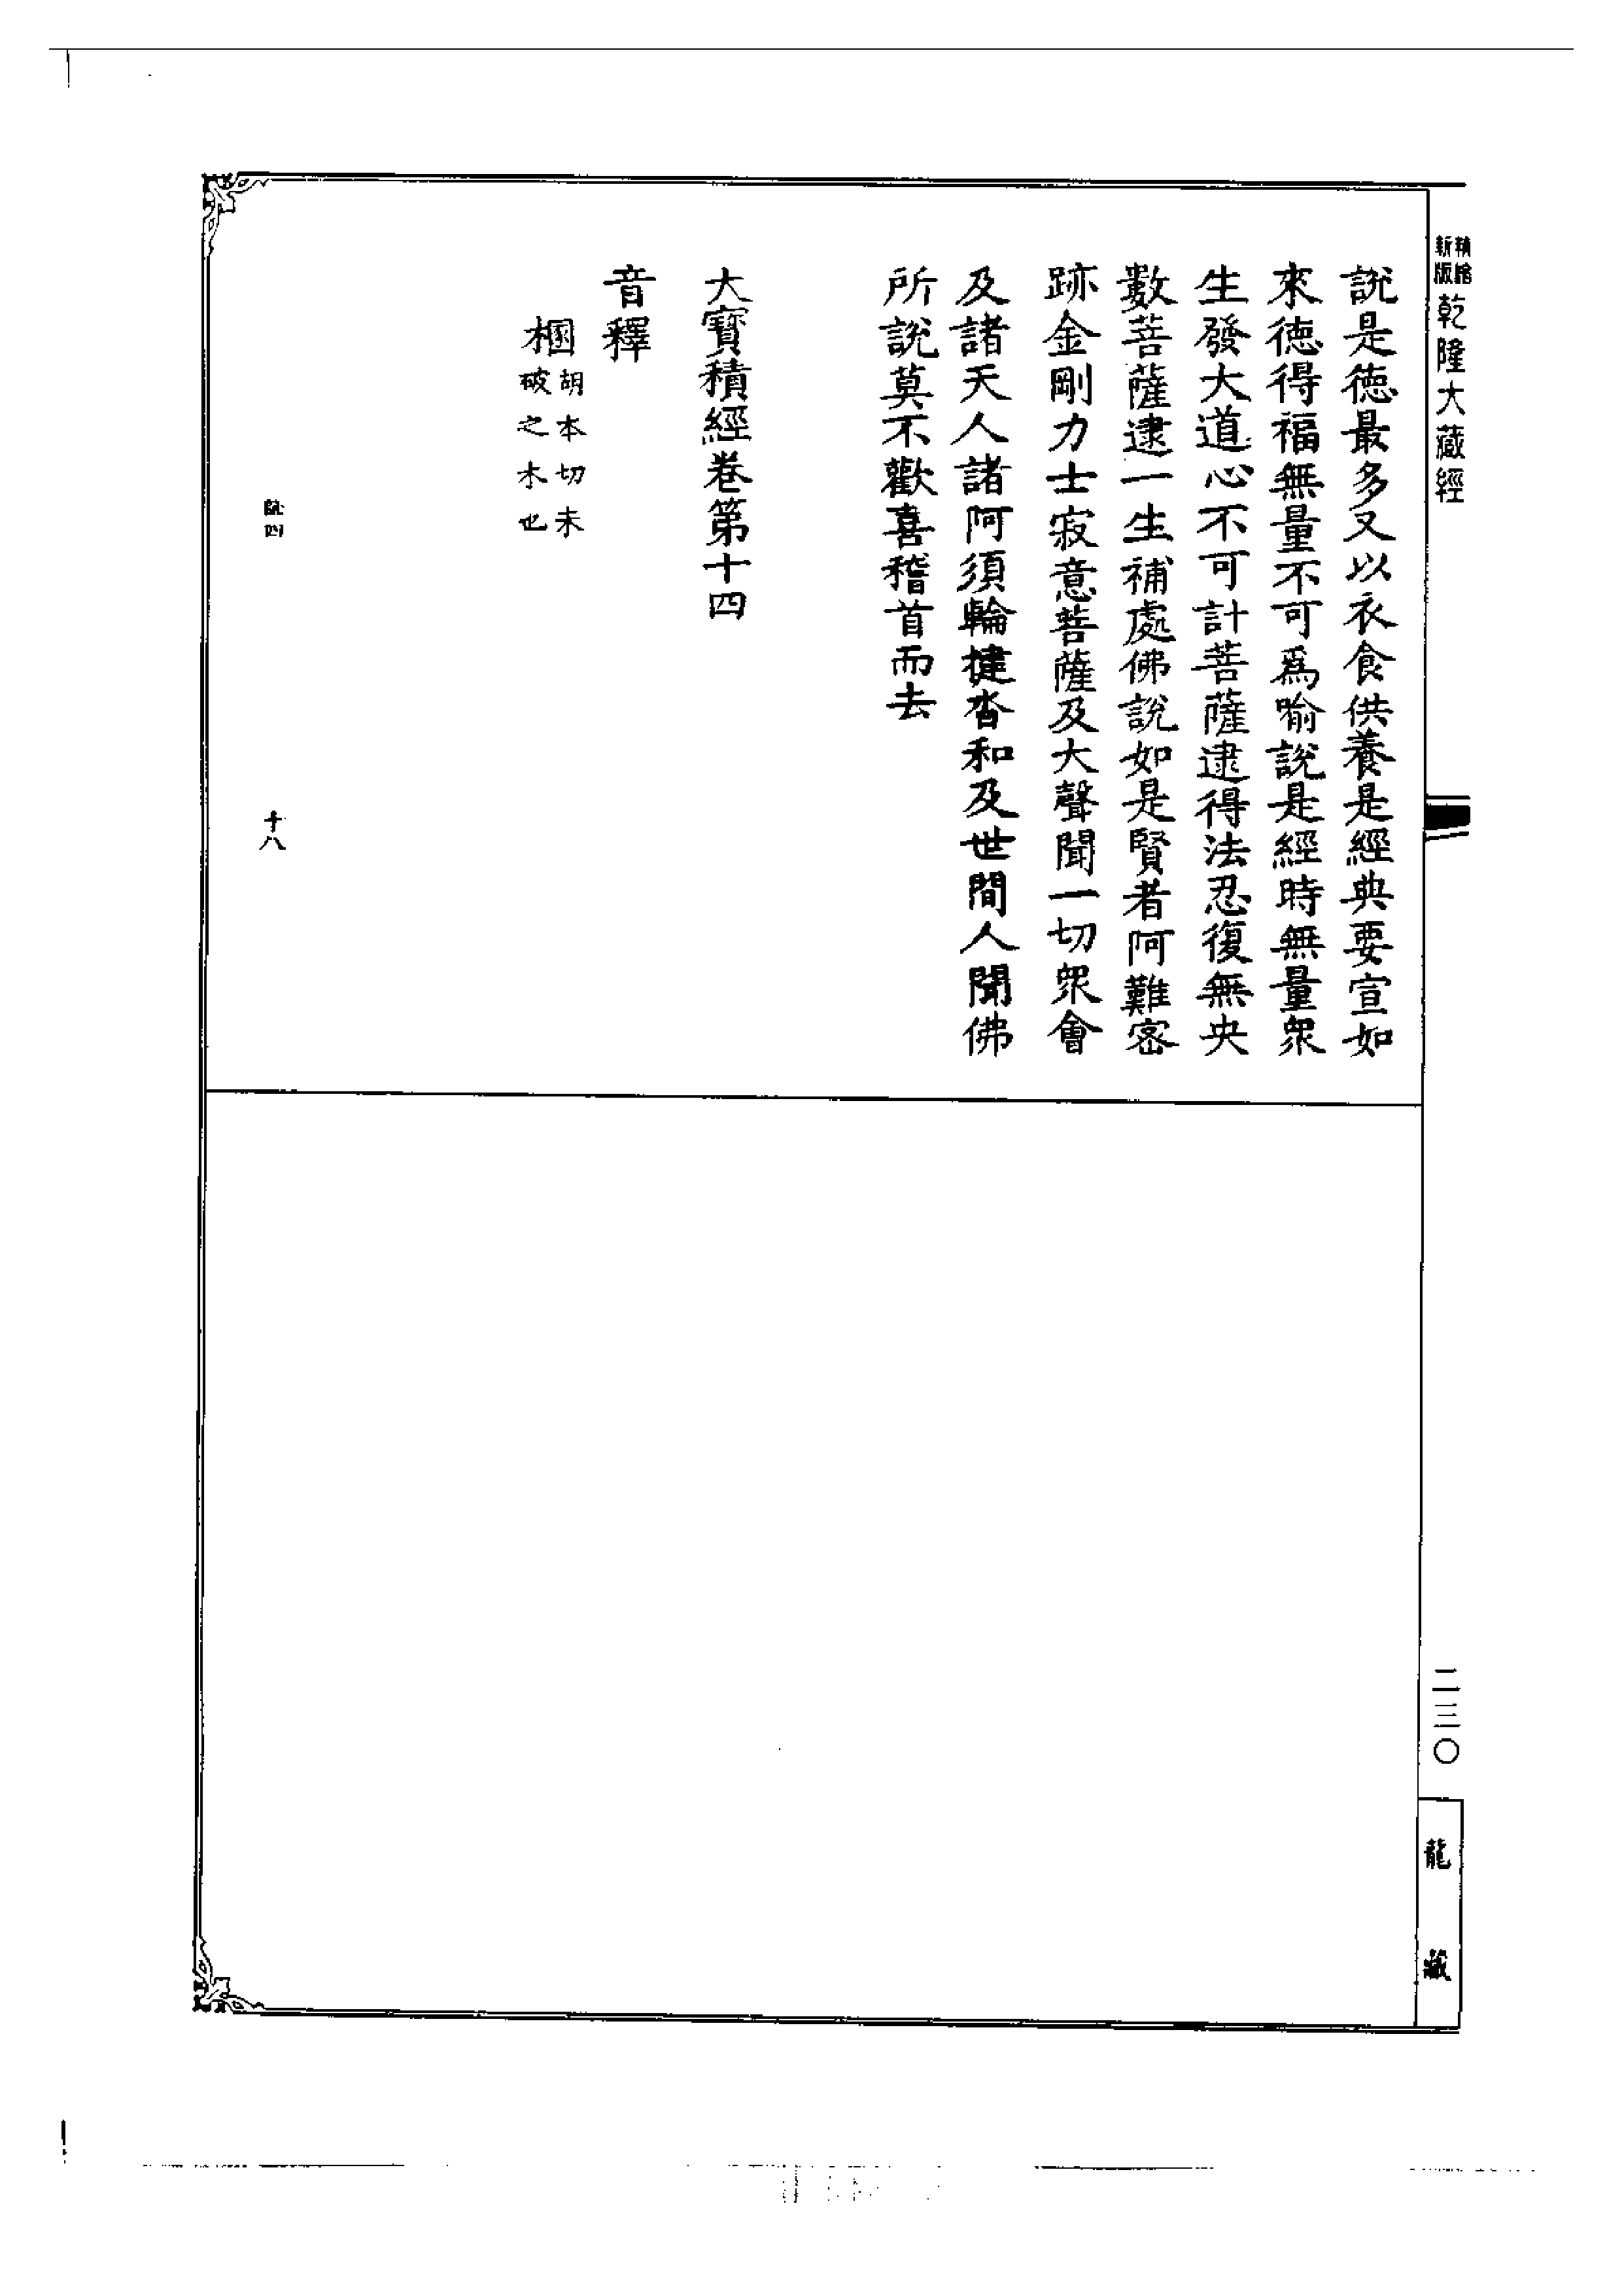 新版精繪乾隆大藏經
說是德最多又以衣食供養是經典要宣如
來德得福無量不可爲喻說是經時無量衆
生發大道心不可計菩薩逮得法忍復無央
數菩薩逮一生補處佛說如是賢者阿難密
跡金剛力士寂意菩薩及大聲聞一切衆會
及諸天人諸阿須輪揵沓和及世間人聞佛
所說莫不歡喜稽首而去
大寶積經卷第十四
音釋
棞胡本切未
破之木也
四
十八
二三〇
龍藏